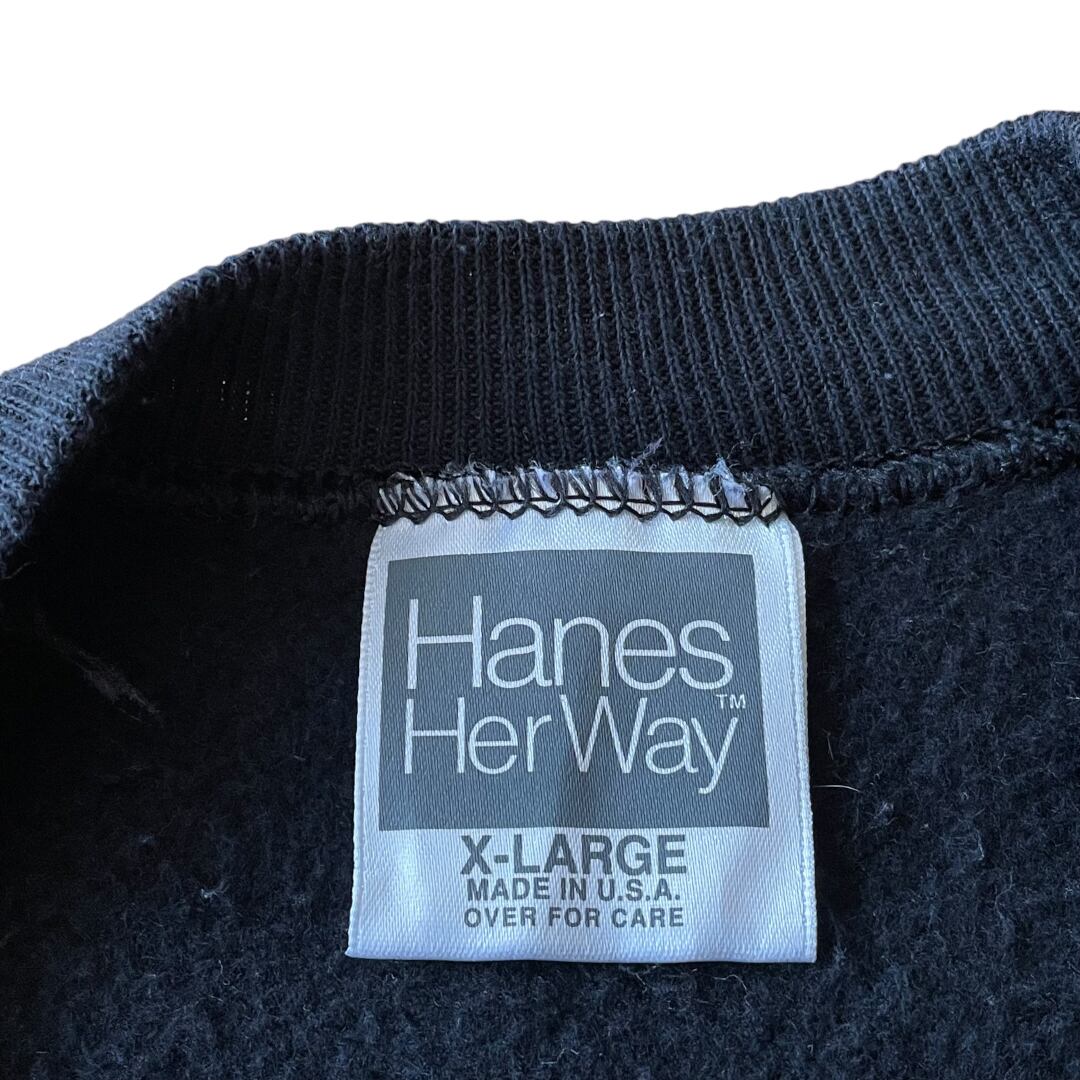 Hanes
Her Way™
X-LARGE
MADE IN U.S.A.
OVER FOR CARE